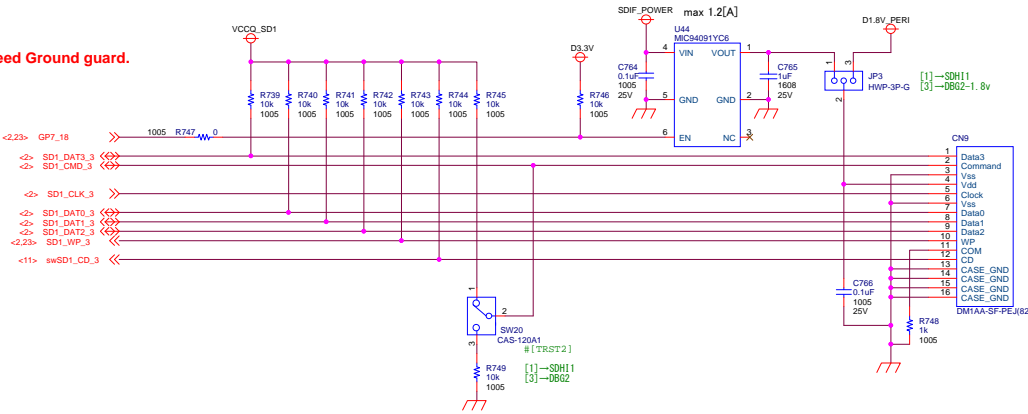 eed Ground guard.
VCCQ_SD1
SDIF_POWER
max 1.2[A]
D1.8V_PERI
U44
MIC94091YC6
D3.3V
4
VIN
VOUT
1
C764
0.1uF
1005
25V
C765
1uF
1608
25V
5
GND
GND
2
6
EN
NC
3
1
3
2
JP3
HWP-3P-G
[1]→SDHI1
[3]→DBG2-1.8v
R739
10k
1005
R740
10k
1005
R741
10k
1005
R742
10k
1005
R743
10k
1005
R744
10k
1005
R745
10k
1005
R746
10k
1005
<2,23> GP7_18
1005 R747 0
<2> SD1_DAT3_3
<2> SD1_CMD_3
<2> SD1_CLK_3
<2> SD1_DAT0_3
<2> SD1_DAT1_3
<2> SD1_DAT2_3
<2,23> SD1_WP_3
<11> swSD1_CD_3
CN9
1 Data3
2 Command
3 Vss
4 Vdd
5 Clock
6 Vss
7 Data0
8 Data1
9 Data2
10 WP
11 COM
12 CD
13 CASE_GND
14 CASE_GND
15 CASE_GND
16 CASE_GND
DM1AA-SF-PEJ(82
C766
0.1uF
1005
25V
R748
1k
1005
1
2
3
SW20
CAS-120A1
#[TRST2]
[1]→SDHI1
[3]→DBG2
R749
10k
1005